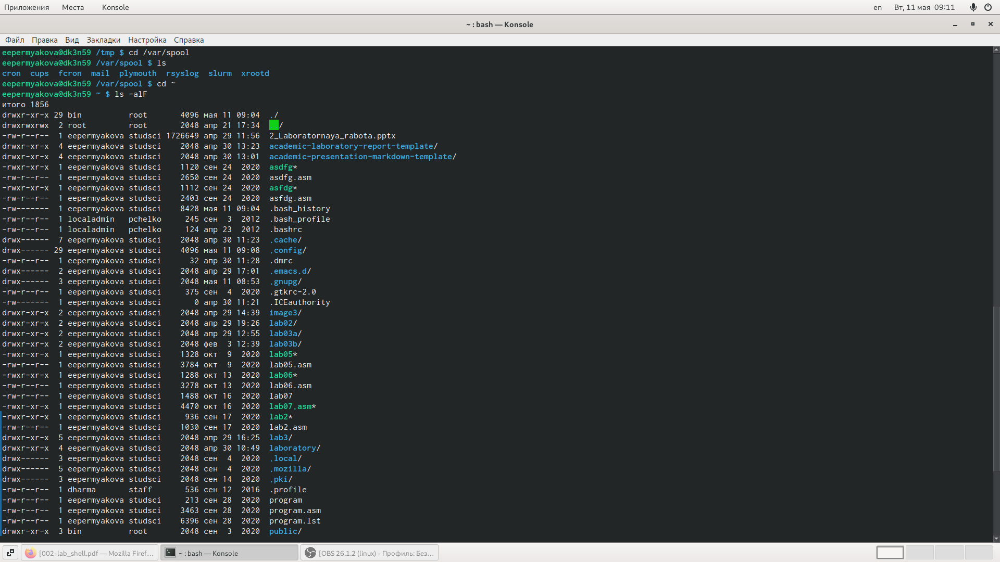 Приложения Места Konsole en Вт, 11 мая 09:11
~ : bash — Konsole
Файл Правка Вид Закладки Настройка Справка
eepermyakova@dk3n59 /tmp $ cd /var/spool
eepermyakova@dk3n59 /var/spool $ ls
cron  cups  fcron  mail  plymouth  rsyslog  slurm  xrootd
eepermyakova@dk3n59 /var/spool $ cd ~
eepermyakova@dk3n59 ~ $ ls -alF
итого 1856
drwxr-xr-x 29 bin          root       4096 мая 11 09:04  ./
drwxrwxrwx  2 root         root       2048 апр 21 17:34  ../
-rw-r--r--  1 eepermyakova studsci 1726649 апр 29 11:56  2_Laboratornaya_rabota.pptx
drwxr-xr-x  4 eepermyakova studsci    2048 апр 30 13:23  academic-laboratory-report-template/
drwxr-xr-x  4 eepermyakova studsci    2048 апр 30 13:01  academic-presentation-markdown-template/
-rwxr-xr-x  1 eepermyakova studsci    1120 сен 24  2020  asdfg*
-rw-r--r--  1 eepermyakova studsci    2650 сен 24  2020  asdfg.asm
-rwxr-xr-x  1 eepermyakova studsci    1112 сен 24  2020  asfdg*
-rw-r--r--  1 eepermyakova studsci    2403 сен 24  2020  asfdg.asm
-rw-------  1 eepermyakova studsci    8428 мая 11 09:04  .bash_history
-rw-r--r--  1 localadmin   pchelko     245 сен  3  2012  .bash_profile
-rw-r--r--  1 localadmin   pchelko     124 апр 23  2012  .bashrc
drwx------  7 eepermyakova studsci    2048 апр 30 11:23  .cache/
drwx------ 29 eepermyakova studsci    4096 мая 11 09:08  .config/
-rw-r--r--  1 eepermyakova studsci      32 апр 30 11:28  .dmrc
drwx------  2 eepermyakova studsci    2048 апр 29 17:01  .emacs.d/
drwx------  3 eepermyakova studsci    2048 мая 11 08:53  .gnupg/
-rw-r--r--  1 eepermyakova studsci     375 сен  4  2020  .gtkrc-2.0
-rw-------  1 eepermyakova studsci       0 апр 30 11:21  .ICEauthority
drwxr-xr-x  2 eepermyakova studsci    2048 апр 29 14:39  image3/
drwxr-xr-x  2 eepermyakova studsci    2048 апр 29 19:26  lab02/
drwxr-xr-x  2 eepermyakova studsci    2048 апр 29 12:55  lab03a/
drwxr-xr-x  2 eepermyakova studsci    2048 фев  3 12:39  lab03b/
-rwxr-xr-x  1 eepermyakova studsci    1328 окт  9  2020  lab05*
-rw-r--r--  1 eepermyakova studsci    3784 окт  9  2020  lab05.asm
-rwxr-xr-x  1 eepermyakova studsci    1288 окт 13  2020  lab06*
-rw-r--r--  1 eepermyakova studsci    3278 окт 13  2020  lab06.asm
-rw-r--r--  1 eepermyakova studsci    1488 окт 16  2020  lab07
-rwxr-xr-x  1 eepermyakova studsci    4470 окт 16  2020  lab07.asm*
-rwxr-xr-x  1 eepermyakova studsci     936 сен 17  2020  lab2*
-rw-r--r--  1 eepermyakova studsci    1030 сен 17  2020  lab2.asm
drwxr-xr-x  5 eepermyakova studsci    2048 апр 29 16:25  lab3/
drwxr-xr-x  4 eepermyakova studsci    2048 апр 30 10:49  laboratory/
drwx------  3 eepermyakova studsci    2048 сен  4  2020  .local/
drwx------  5 eepermyakova studsci    2048 сен  4  2020  .mozilla/
drwx------  3 eepermyakova studsci    2048 сен 14  2020  .pki/
-rw-r--r--  1 dharma       staff       536 сен 12  2016  .profile
-rw-r--r--  1 eepermyakova studsci     213 сен 28  2020  program
-rw-r--r--  1 eepermyakova studsci    3463 сен 28  2020  program.asm
-rw-r--r--  1 eepermyakova studsci    6396 сен 28  2020  program.lst
drwxr-xr-x  3 bin          root       2048 сен  3  2020  public/
[002-lab_shell.pdf — Mozilla Firef... ~ : bash — Konsole [OBS 26.1.2 (linux) - Профиль: Без...